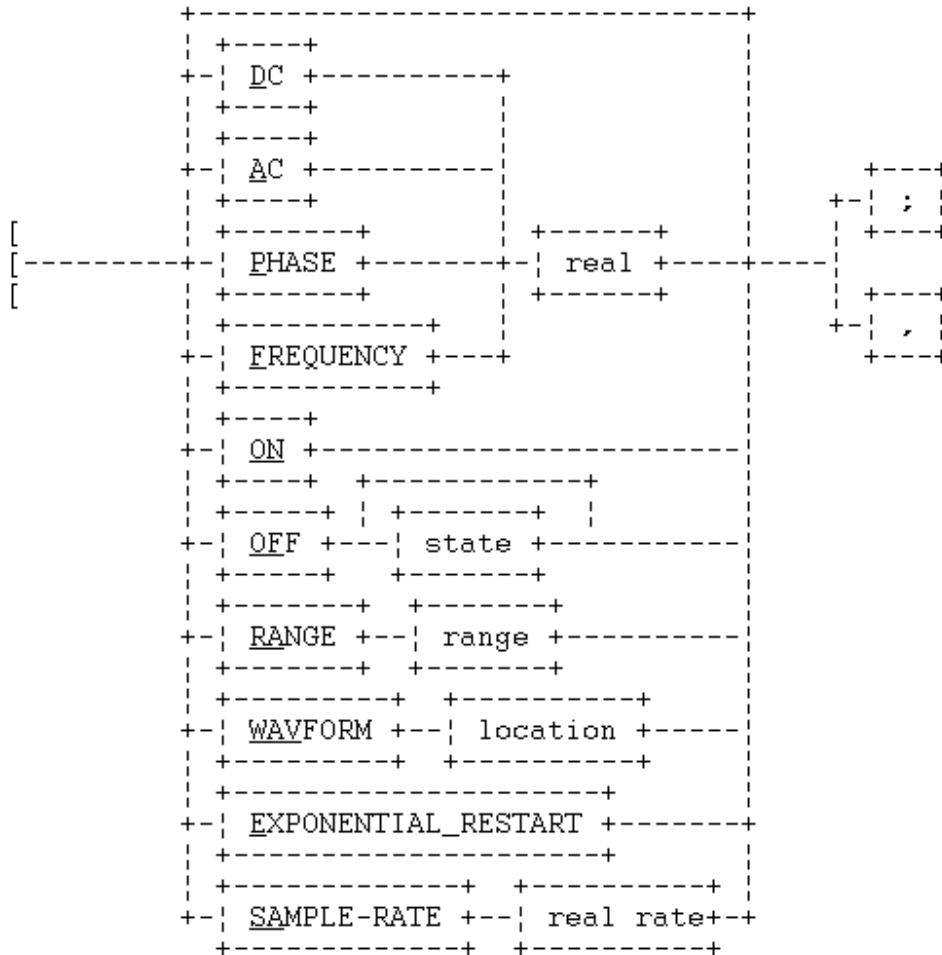 DC
AC
;
[
[ PHASE real
[
,
FREQUENCY
ON
OFF state
RANGE range
WAVFORM location
EXPONENTIAL_RESTART
SAMPLE-RATE real rate